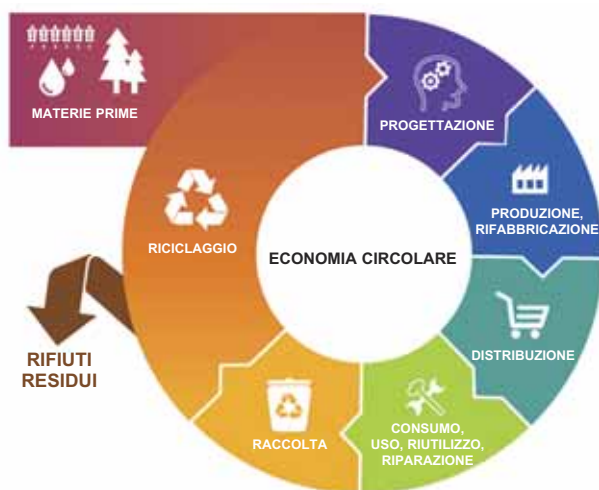 MATERIE PRIME
PROGETTAZIONE
PRODUZIONE,
RIFABBRICAZIONE
DISTRIBUZIONE
CONSUMO,
USO, RIUTILIZZO,
RIPARAZIONE
RACCOLTA
RICICLAGGIO
RIFIUTI
RESIDUI
ECONOMIA CIRCOLARE